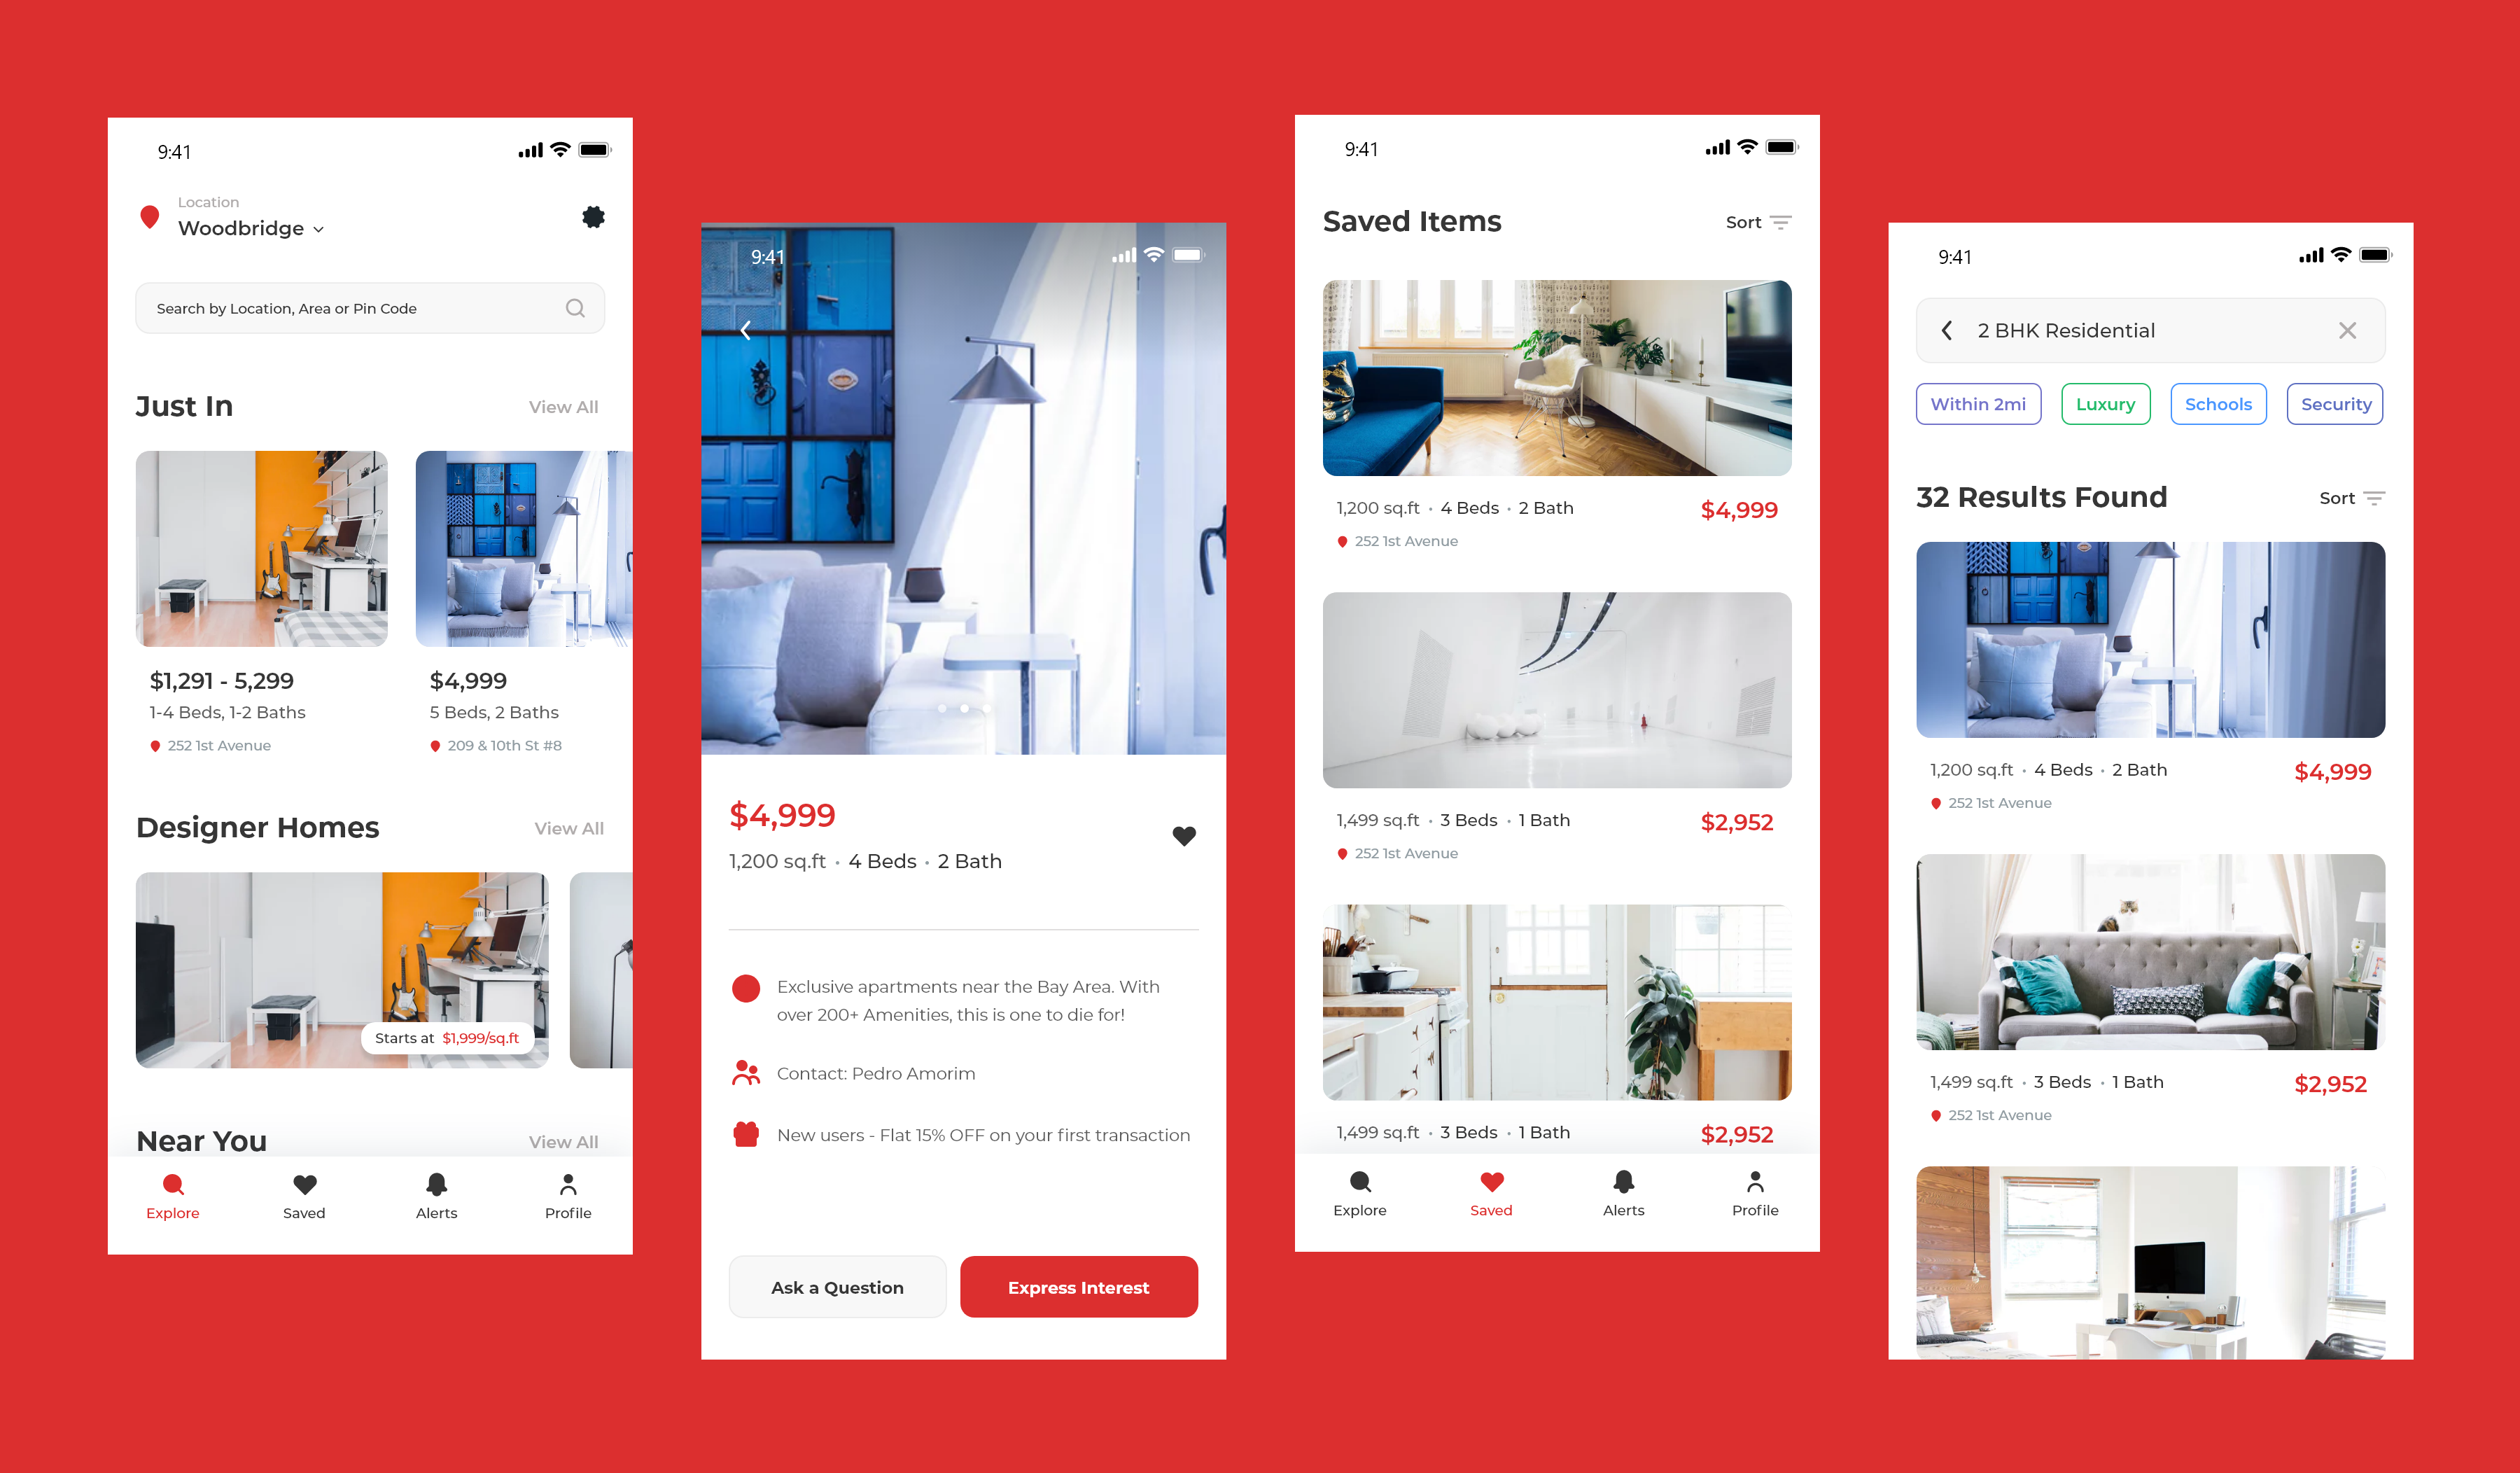 9:41
Location
Woodbridge
Search by Location, Area or Pin Code
Just In
View All
$1,291 - 5,299
1-4 Beds, 1-2 Baths
252 1st Avenue
$4,999
5 Beds, 2 Baths
209 & 10th St #8
Designer Homes
View All
Starts at $1,999/sq.ft
Near You
View All
Explore
Saved
Alerts
Profile
9:41
$4,999
1,200 sq.ft • 4 Beds • 2 Bath
Exclusive apartments near the Bay Area. With
over 200+ Amenities, this is one to die for!
Contact: Pedro Amorim
New users - Flat 15% OFF on your first transaction
Ask a Question
Express Interest
9:41
Saved Items
Sort
1,200 sq.ft • 4 Beds • 2 Bath
$4,999
252 1st Avenue
1,499 sq.ft • 3 Beds • 1 Bath
$2,952
252 1st Avenue
1,499 sq.ft • 3 Beds • 1 Bath
$2,952
Explore
Saved
Alerts
Profile
9:41
2 BHK Residential
Within 2mi
Luxury
Schools
Security
32 Results Found
Sort
1,200 sq.ft • 4 Beds • 2 Bath
$4,999
252 1st Avenue
1,499 sq.ft • 3 Beds • 1 Bath
$2,952
252 1st Avenue